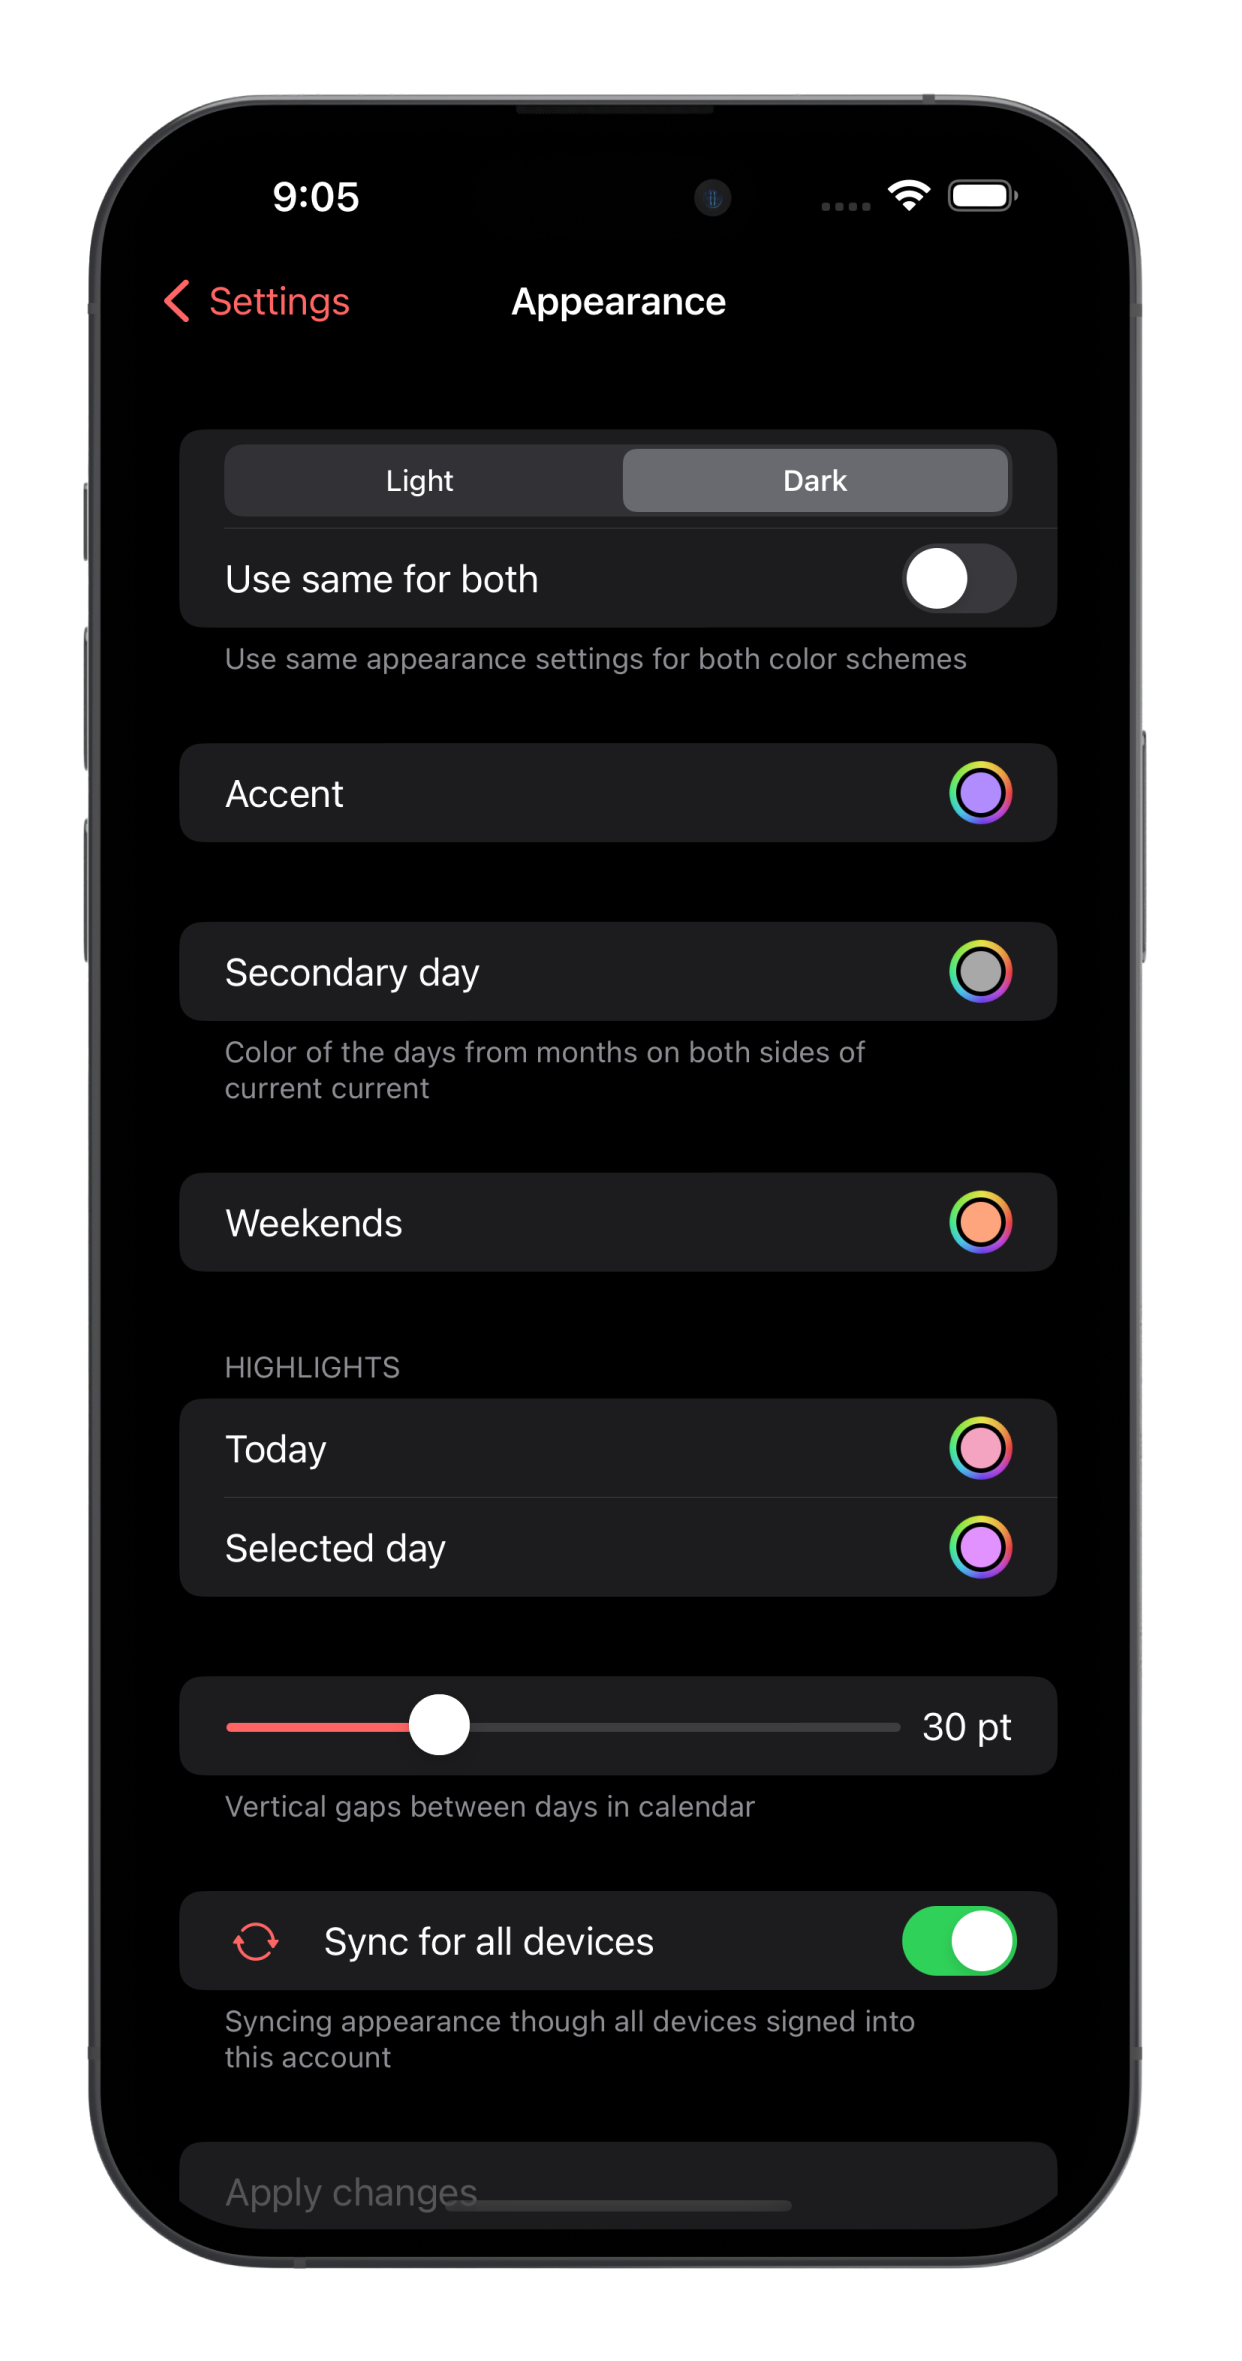 9:05
Settings
Appearance
Light
Dark
Use same for both
Use same appearance settings for both color schemes
Accent
Secondary day
Color of the days from months on both sides of
current current
Weekends
HIGHLIGHTS
Today
Selected day
30 pt
Vertical gaps between days in calendar
Sync for all devices
Syncing appearance though all devices signed into
this account
Apply changes